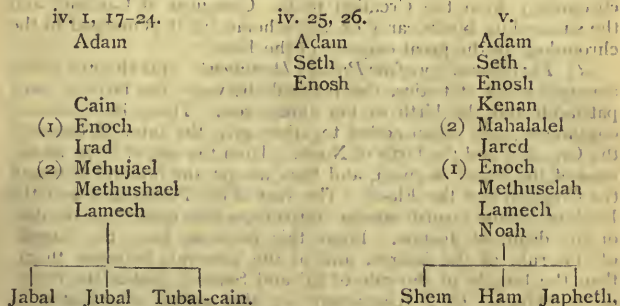 iv. 1, 17-24. iv. 25, 26. v.
Adam Adam Adam
Seth Seth
Enosh Enosh
Cain Kenan
(1) Enoch (2) Mahalalel
Irad Jared
(2) Mehujael (1) Enoch
Methushael Methuselah
Lamech Lamech
Noah
Jabal Jubal Tubal-cain. Shem Ham Japheth,